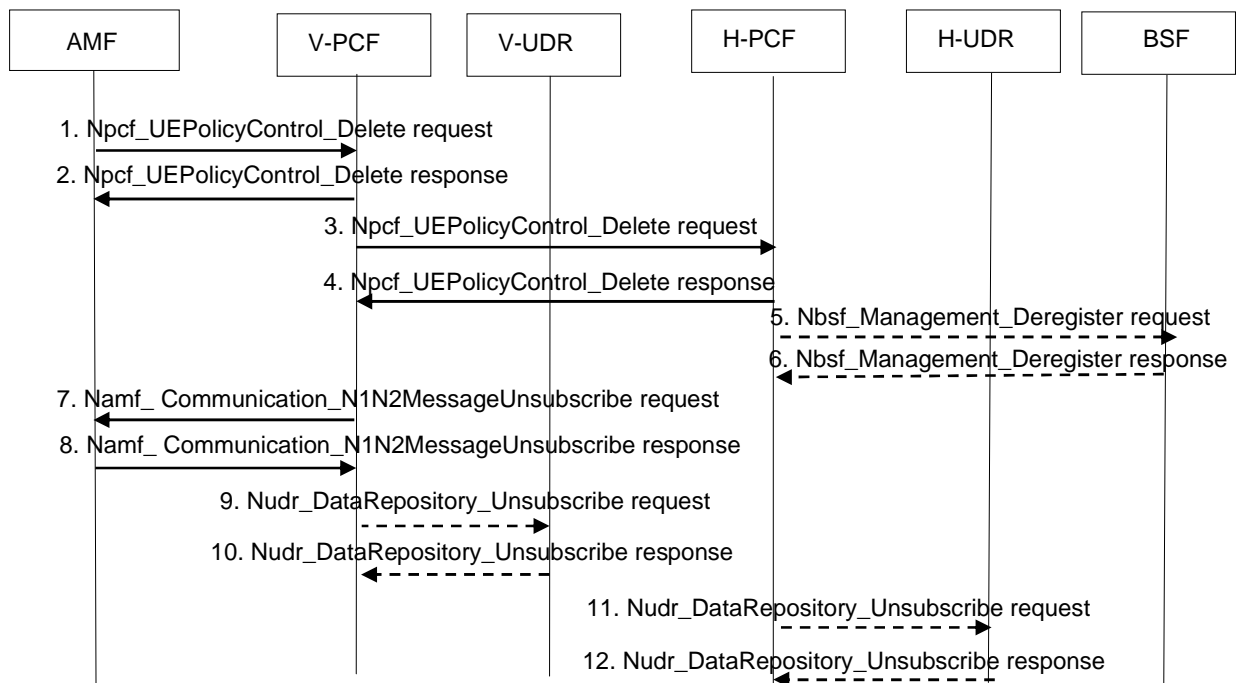 AMF
V-PCF
V-UDR
H-PCF
H-UDR
BSF
1. Npcf_UEPolicyControl_Delete request
2. Npcf_UEPolicyControl_Delete response
3. Npcf_UEPolicyControl_Delete request
4. Npcf_UEPolicyControl_Delete response
5. Nbsf_Management_Deregister request
6. Nbsf_Management_Deregister response
7. Namf_ Communication_N1N2MessageUnsubscribe request
8. Namf_ Communication_N1N2MessageUnsubscribe response
9. Nudr_DataRepository_Unsubscribe request
10. Nudr_DataRepository_Unsubscribe response
11. Nudr_DataRepository_Unsubscribe request
12. Nudr_DataRepository_Unsubscribe response